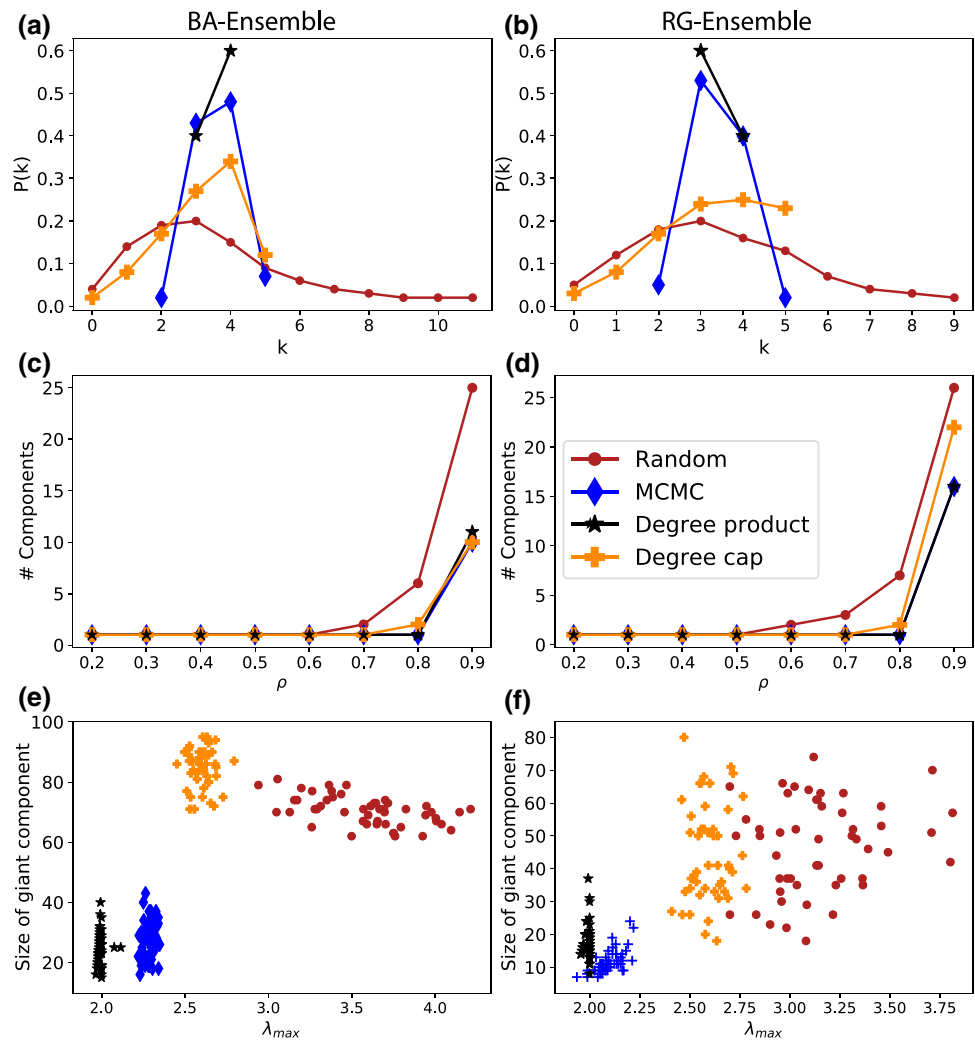 BA-Ensemble
RG-Ensemble
(a)
0.6
0.5
0.4
0.3
0.2
0.1
0.0
P(k)
0 2 4 6 8 10
k
(b)
0.6
0.5
0.4
0.3
0.2
0.1
0.0
P(k)
0 1 2 3 4 5 6 7 8 9
k
(c)
25
20
15
10
5
0
# Components
0.2 0.3 0.4 0.5 0.6 0.7 0.8 0.9
ρ
(d)
25
20
15
10
5
0
# Components
Random
MCMC
Degree product
Degree cap
0.2 0.3 0.4 0.5 0.6 0.7 0.8 0.9
ρ
(e)
100
80
60
40
20
Size of giant component
2.0 2.5 3.0 3.5 4.0
λmax
(f)
80
70
60
50
40
30
20
10
Size of giant component
2.00 2.25 2.50 2.75 3.00 3.25 3.50 3.75
λmax